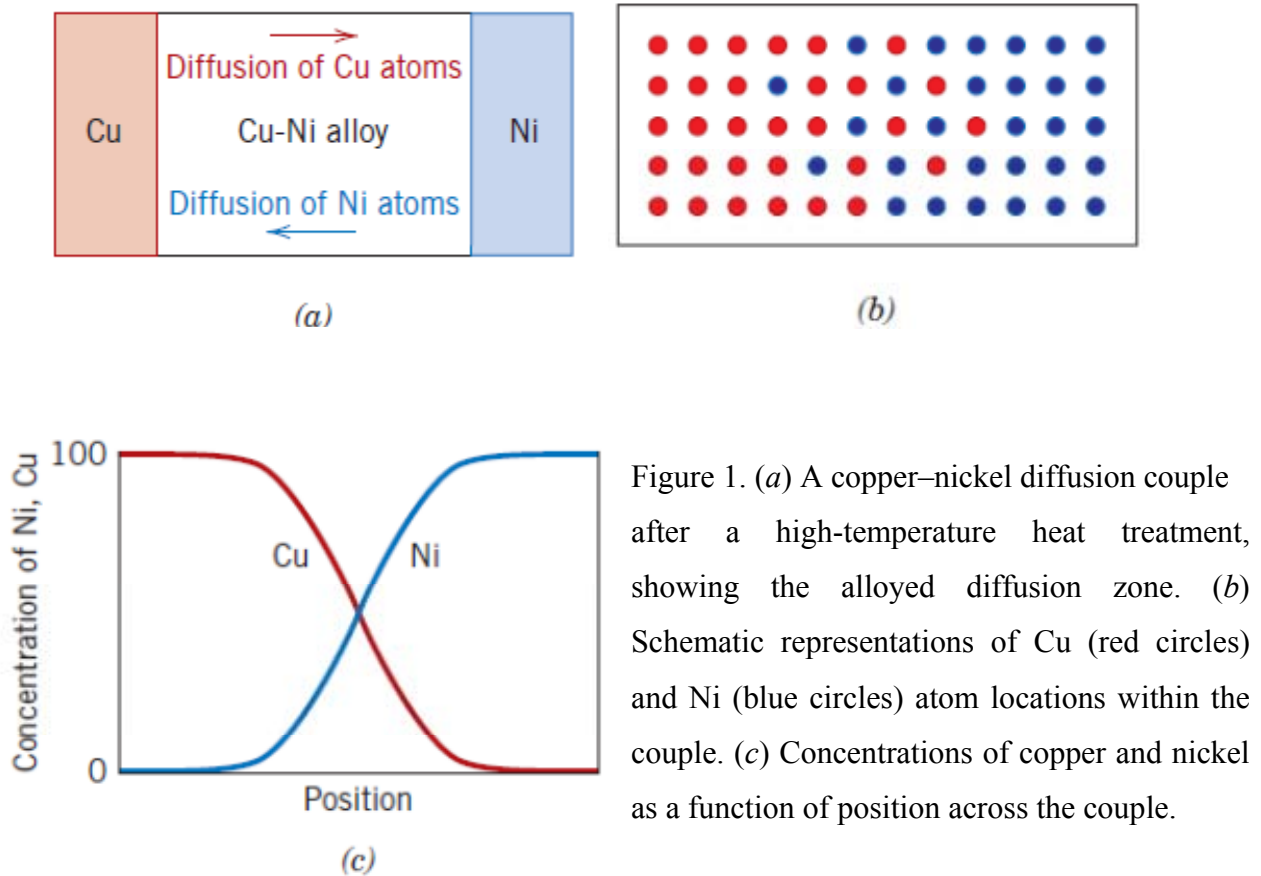 Diffusion of Cu atoms
Cu
Cu-Ni alloy
Ni
Diffusion of Ni atoms
(a)
(b)
100
Concentration of Ni, Cu
Cu
Ni
0
Position
(c)
Figure 1. (a) A copper–nickel diffusion couple
after a high-temperature heat treatment,
showing the alloyed diffusion zone. (b)
Schematic representations of Cu (red circles)
and Ni (blue circles) atom locations within the
couple. (c) Concentrations of copper and nickel
as a function of position across the couple.